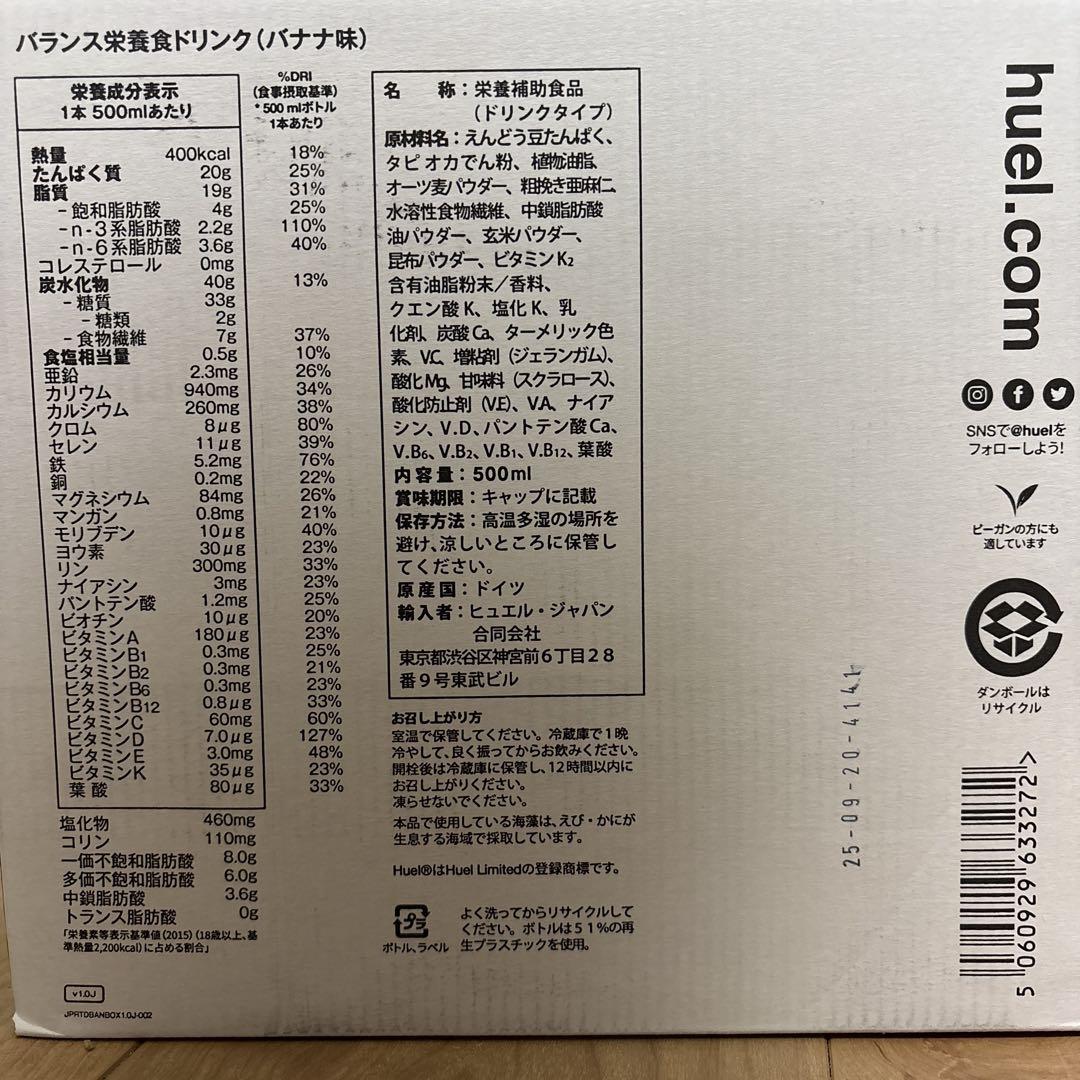 バランス栄養食ドリンク(バナナ味)
栄養成分表示
1本 500mlあたり
%DRI
(食事摂取基準)
* 500 mlボトル
1本あたり
熱量 400kcal 18%
たんぱく質 20g 25%
脂質 19g 31%
- 飽和脂肪酸 4g 25%
- n-3系脂肪酸 2.2g 110%
- n-6系脂肪酸 3.6g 40%
コレステロール 0mg
炭水化物 40g 13%
- 糖質 33g
- 糖類 2g
- 食物繊維 7g 37%
食塩相当量 0.5g 10%
亜鉛 2.3mg 26%
カリウム 940mg 34%
カルシウム 260mg 38%
クロム 8μg 80%
セレン 11μg 39%
鉄 5.2mg 76%
銅 0.2mg 22%
マグネシウム 84mg 26%
マンガン 0.8mg 21%
モリブデン 10μg 40%
ヨウ素 30μg 23%
リン 300mg 33%
ナイアシン 3mg 23%
パントテン酸 1.2mg 25%
ビオチン 10μg 20%
ビタミンA 180μg 23%
ビタミンB1 0.3mg 25%
ビタミンB2 0.3mg 21%
ビタミンB6 0.3mg 23%
ビタミンB12 0.8μg 33%
ビタミンC 60mg 60%
ビタミンD 7.0μg 127%
ビタミンE 3.0mg 48%
ビタミンK 35μg 23%
葉酸 80μg 33%
塩化物 460mg
コリン 110mg
一価不飽和脂肪酸 8.0g
多価不飽和脂肪酸 6.0g
中鎖脂肪酸 3.6g
トランス脂肪酸 0g
「栄養素等表示基準値(2015)(18歳以上、基
準熱量2,200kcal)に占める割合」
v1.0J
JPRTDBANBOX1.0J-002
名 称:栄養補助食品
(ドリンクタイプ)
原材料名:えんどう豆たんぱく、
タピオカでん粉、植物油脂、
オーツ麦パウダー、粗挽き亜麻仁、
水溶性食物繊維、中鎖脂肪酸
油パウダー、玄米パウダー、
昆布パウダー、ビタミンK2
含有油脂粉末/香料、
クエン酸K、塩化K、乳
化剤、炭酸Ca、ターメリック色
素、V.C、増粘剤(ジェランガム)、
酸化Mg、甘味料(スクラロース)、
酸化防止剤(V.E)、V.A、ナイア
シン、V.D、パントテン酸Ca、
V.B6、V.B2、V.B1、V.B12、葉酸
内容量:500ml
賞味期限:キャップに記載
保存方法:高温多湿の場所を
避け、涼しいところに保管し
てください。
原産国:ドイツ
輸入者:ヒュエル・ジャパン
合同会社
東京都渋谷区神宮前6丁目28
番9号東武ビル
お召し上がり方
室温で保管してください。冷蔵庫で1晩
冷やして、良く振ってからお飲みください。
開栓後は冷蔵庫に保管し、12時間以内に
お召し上がりください。
凍らせないでください。
本品で使用している海藻は、えび・かにが
生息する海域で採取しています。
Huel®はHuel Limitedの登録商標です。
プラ
ボトル、ラベル
よく洗ってからリサイクルして
ください。ボトルは51%の再
生プラスチックを使用。
25-09-20-4141
huel.com
SNSで@huelを
フォローしよう!
ビーガンの方にも
適しています
ダンボールは
リサイクル
5 060929 633272 >